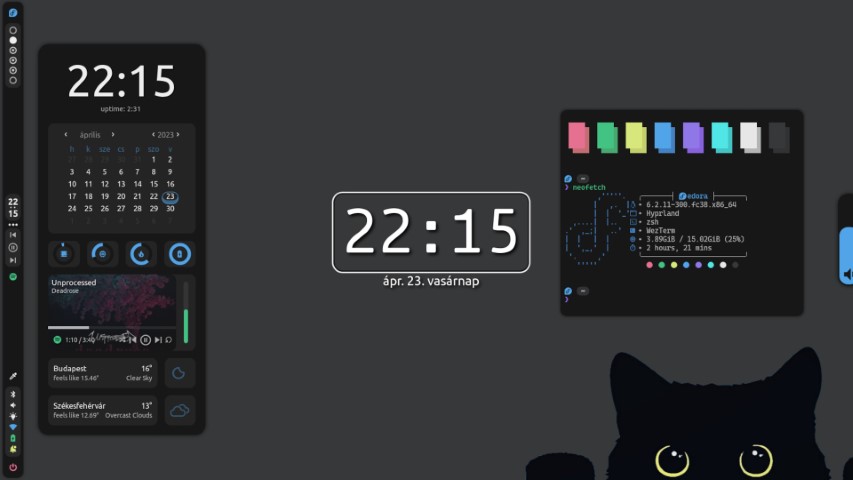 22
15
22:15
uptime: 2:31
április 2023
h k sze cs p szo v
1 2
3 4 5 6 7 8 9
10 11 12 13 14 15 16
17 18 19 20 21 22 23
24 25 26 27 28 29 30
Unprocessed
Deadrose
1:10 / 3:40
Budapest 16°
feels like 15.46° Clear Sky
Székesfehérvár 13°
feels like 12.69° Overcast Clouds
22:15
ápr. 23. vasárnap
neofetch
edora
6.2.11-300.fc38.x86_64
Hyprland
zsh
WezTerm
3.89GiB / 15.02GiB (25%)
2 hours, 21 mins